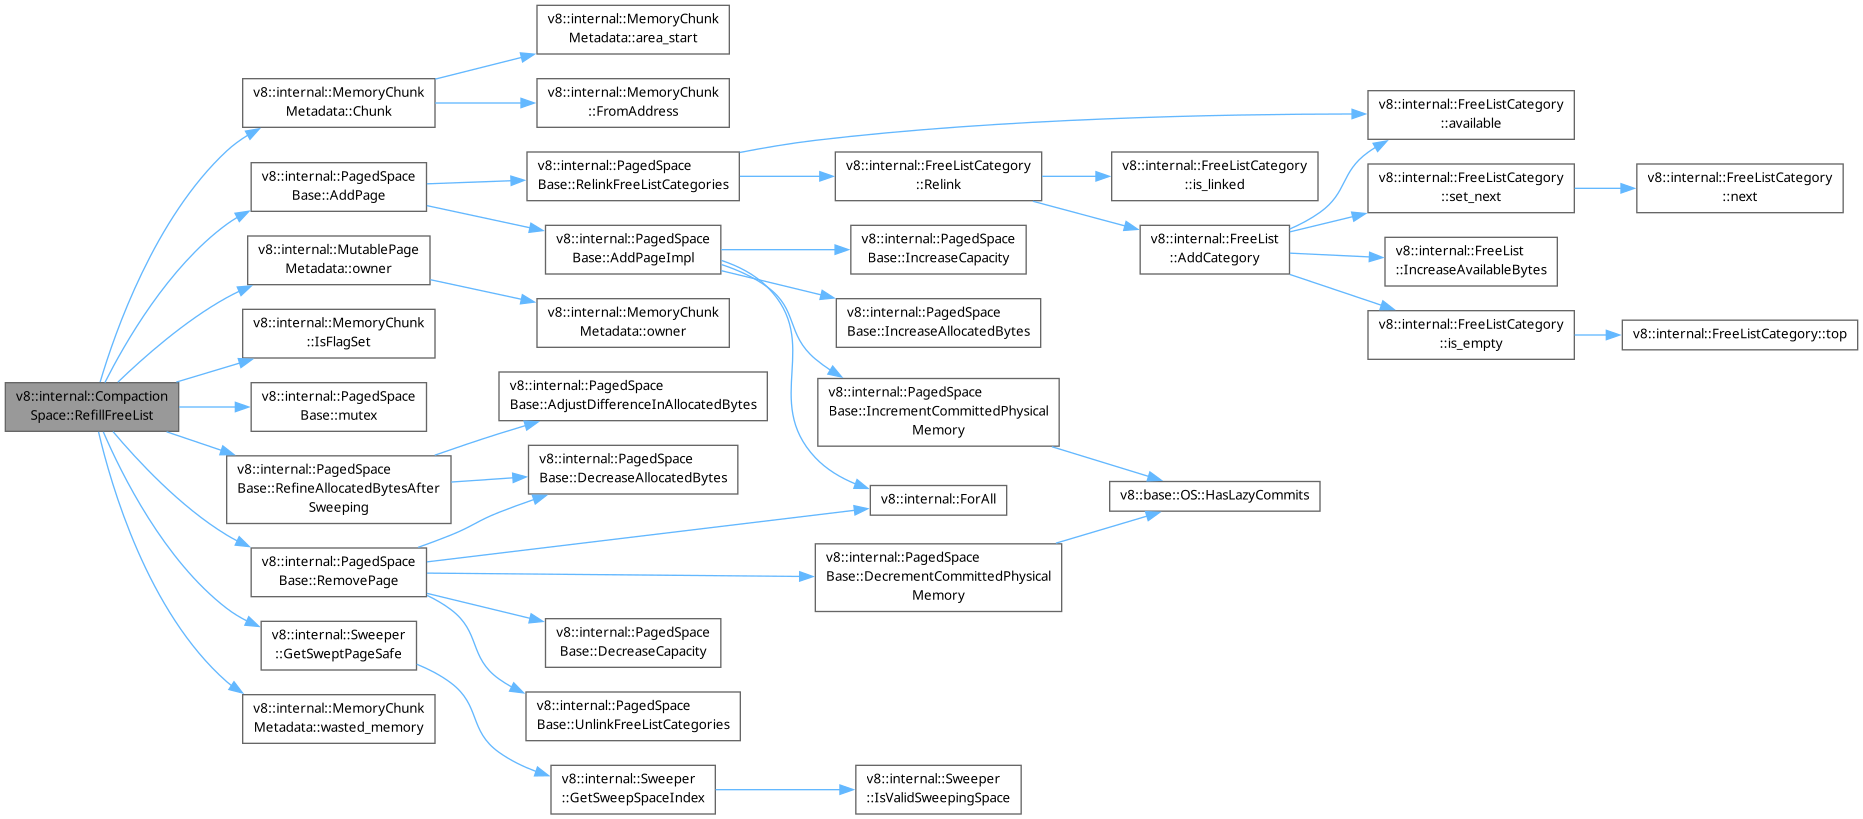 v8::internal::MemoryChunk
Metadata::area_start
v8::internal::MemoryChunk
Metadata::Chunk
v8::internal::MemoryChunk
::FromAddress
v8::internal::FreeListCategory
::available
v8::internal::PagedSpace
Base::RelinkFreeListCategories
v8::internal::FreeListCategory
::Relink
v8::internal::FreeListCategory
::is_linked
v8::internal::PagedSpace
Base::AddPage
v8::internal::FreeListCategory
::set_next
v8::internal::FreeListCategory
::next
v8::internal::MutablePage
Metadata::owner
v8::internal::PagedSpace
Base::AddPageImpl
v8::internal::PagedSpace
Base::IncreaseCapacity
v8::internal::FreeList
::AddCategory
v8::internal::FreeList
::IncreaseAvailableBytes
v8::internal::MemoryChunk
Metadata::owner
v8::internal::PagedSpace
Base::IncreaseAllocatedBytes
v8::internal::FreeListCategory
::is_empty
v8::internal::FreeListCategory::top
v8::internal::MemoryChunk
::IsFlagSet
v8::internal::Compaction
Space::RefillFreeList
v8::internal::PagedSpace
Base::mutex
v8::internal::PagedSpace
Base::AdjustDifferenceInAllocatedBytes
v8::internal::PagedSpace
Base::IncrementCommittedPhysical
Memory
v8::internal::PagedSpace
Base::RefineAllocatedBytesAfter
Sweeping
v8::internal::PagedSpace
Base::DecreaseAllocatedBytes
v8::internal::ForAll
v8::base::OS::HasLazyCommits
v8::internal::PagedSpace
Base::RemovePage
v8::internal::PagedSpace
Base::DecrementCommittedPhysical
Memory
v8::internal::Sweeper
::GetSweptPageSafe
v8::internal::PagedSpace
Base::DecreaseCapacity
v8::internal::MemoryChunk
Metadata::wasted_memory
v8::internal::PagedSpace
Base::UnlinkFreeListCategories
v8::internal::Sweeper
::GetSweepSpaceIndex
v8::internal::Sweeper
::IsValidSweepingSpace